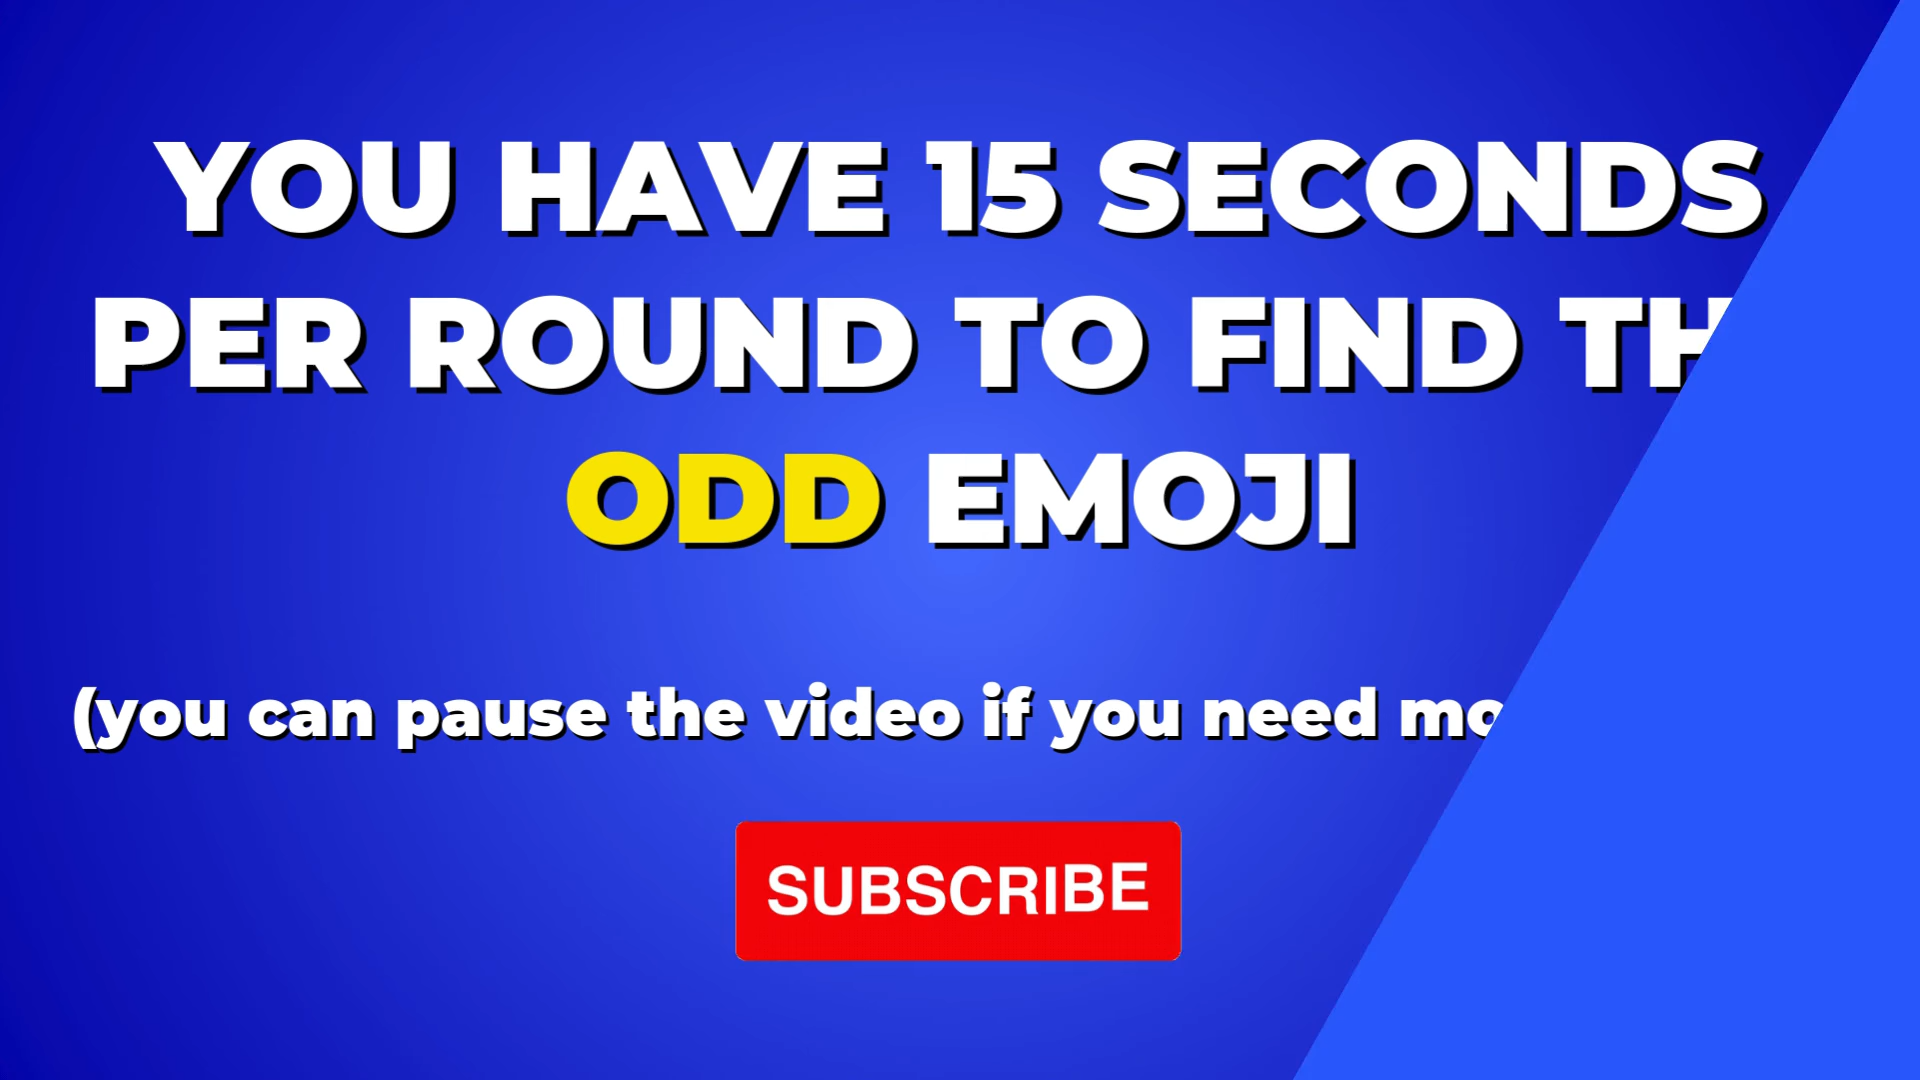 YOU HAVE 15 SECONDS
PER ROUND TO FIND TH
ODD EMOJI
(you can pause the video if you need mo
SUBSCRIBE